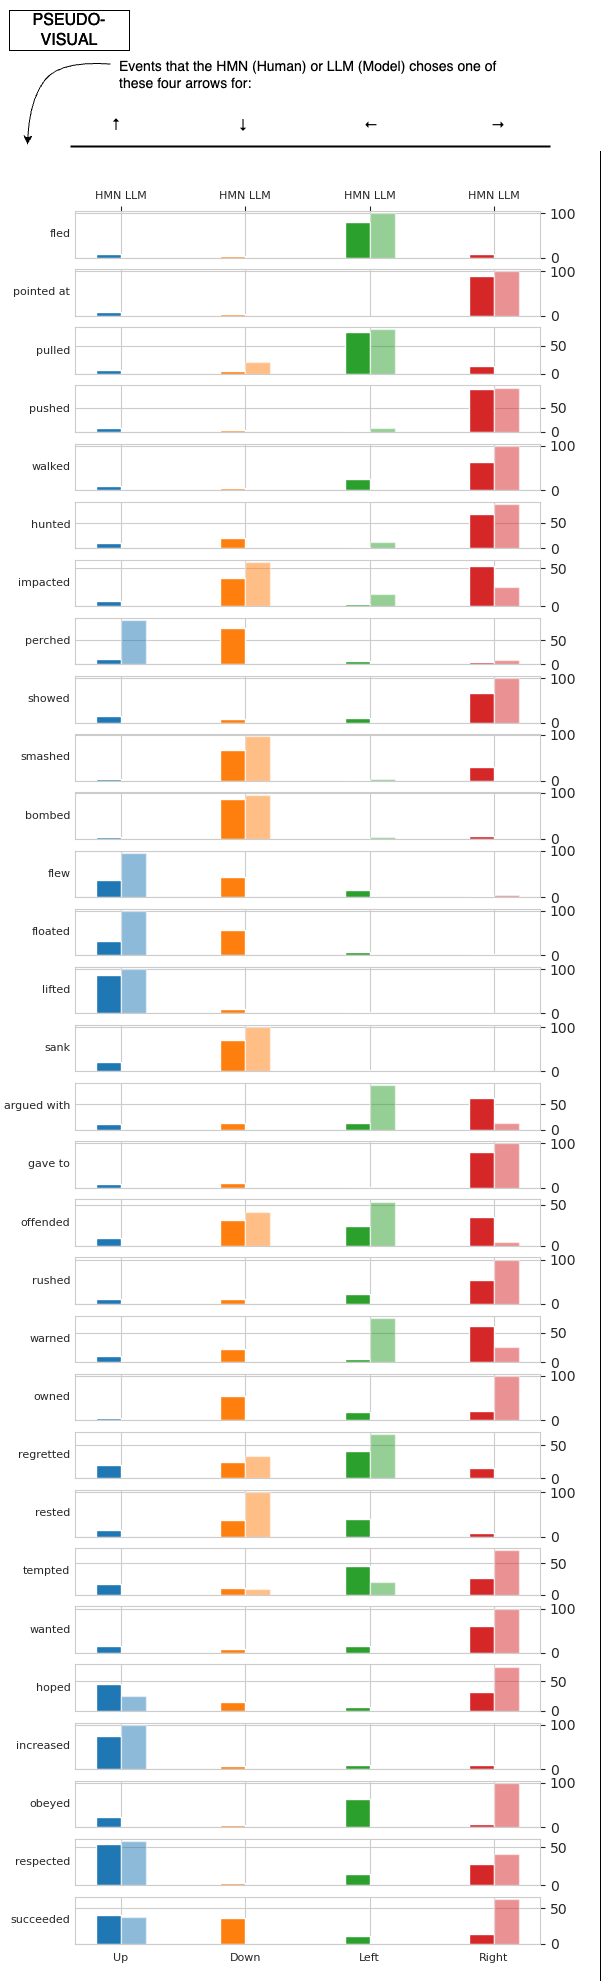 PSEUDO-
VISUAL
Events that the HMN (Human) or LLM (Model) choses one of
these four arrows for:
↑ ↓ ← →
HMN LLM HMN LLM HMN LLM HMN LLM
fled 100 0
pointed at 100 0
pulled 50 0
pushed 50 0
walked 100 0
hunted 50 0
impacted 50 0
perched 50 0
showed 100 0
smashed 100 0
bombed 100 0
flew 100 0
floated 100 0
lifted 100 0
sank 100 0
argued with 50 0
gave to 100 0
offended 50 0
rushed 100 0
warned 50 0
owned 100 0
regretted 50 0
rested 100 0
tempted 50 0
wanted 100 0
hoped 50 0
increased 100 0
obeyed 100 0
respected 50 0
succeeded 50 0
Up Down Left Right